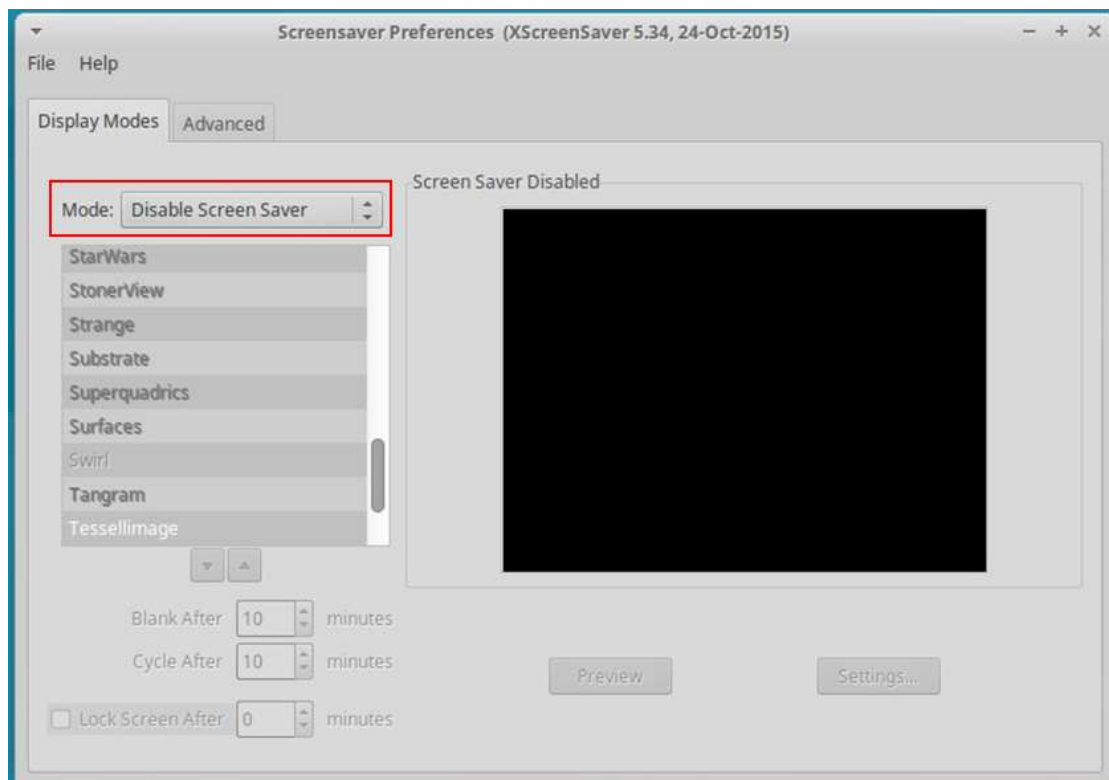 Screensaver Preferences (XScreenSaver 5.34, 24-Oct-2015)
File Help
Display Modes Advanced
Screen Saver Disabled
Mode: Disable Screen Saver
StarWars
StonerView
Strange
Substrate
Superquadrics
Surfaces
Swirl
Tangram
Tessellimage
Blank After 10 minutes
Cycle After 10 minutes
Preview Settings...
Lock Screen After 0 minutes